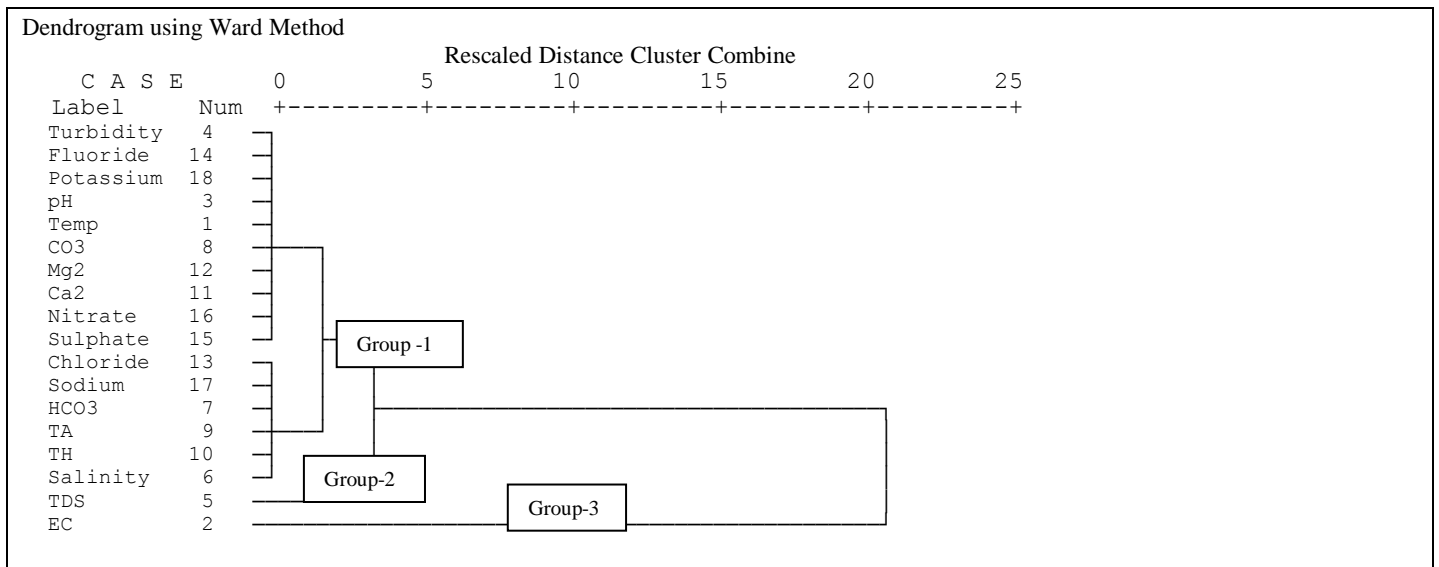 Dendrogram using Ward Method
Rescaled Distance Cluster Combine
C A S E 0 5 10 15 20 25
Label Num +---------+---------+---------+---------+---------+
Turbidity 4
Fluoride 14
Potassium 18
pH 3
Temp 1
CO3 8
Mg2 12
Ca2 11
Nitrate 16
Sulphate 15
Group -1
Chloride 13
Sodium 17
HCO3 7
TA 9
TH 10
Salinity 6
Group-2
TDS 5
Group-3
EC 2